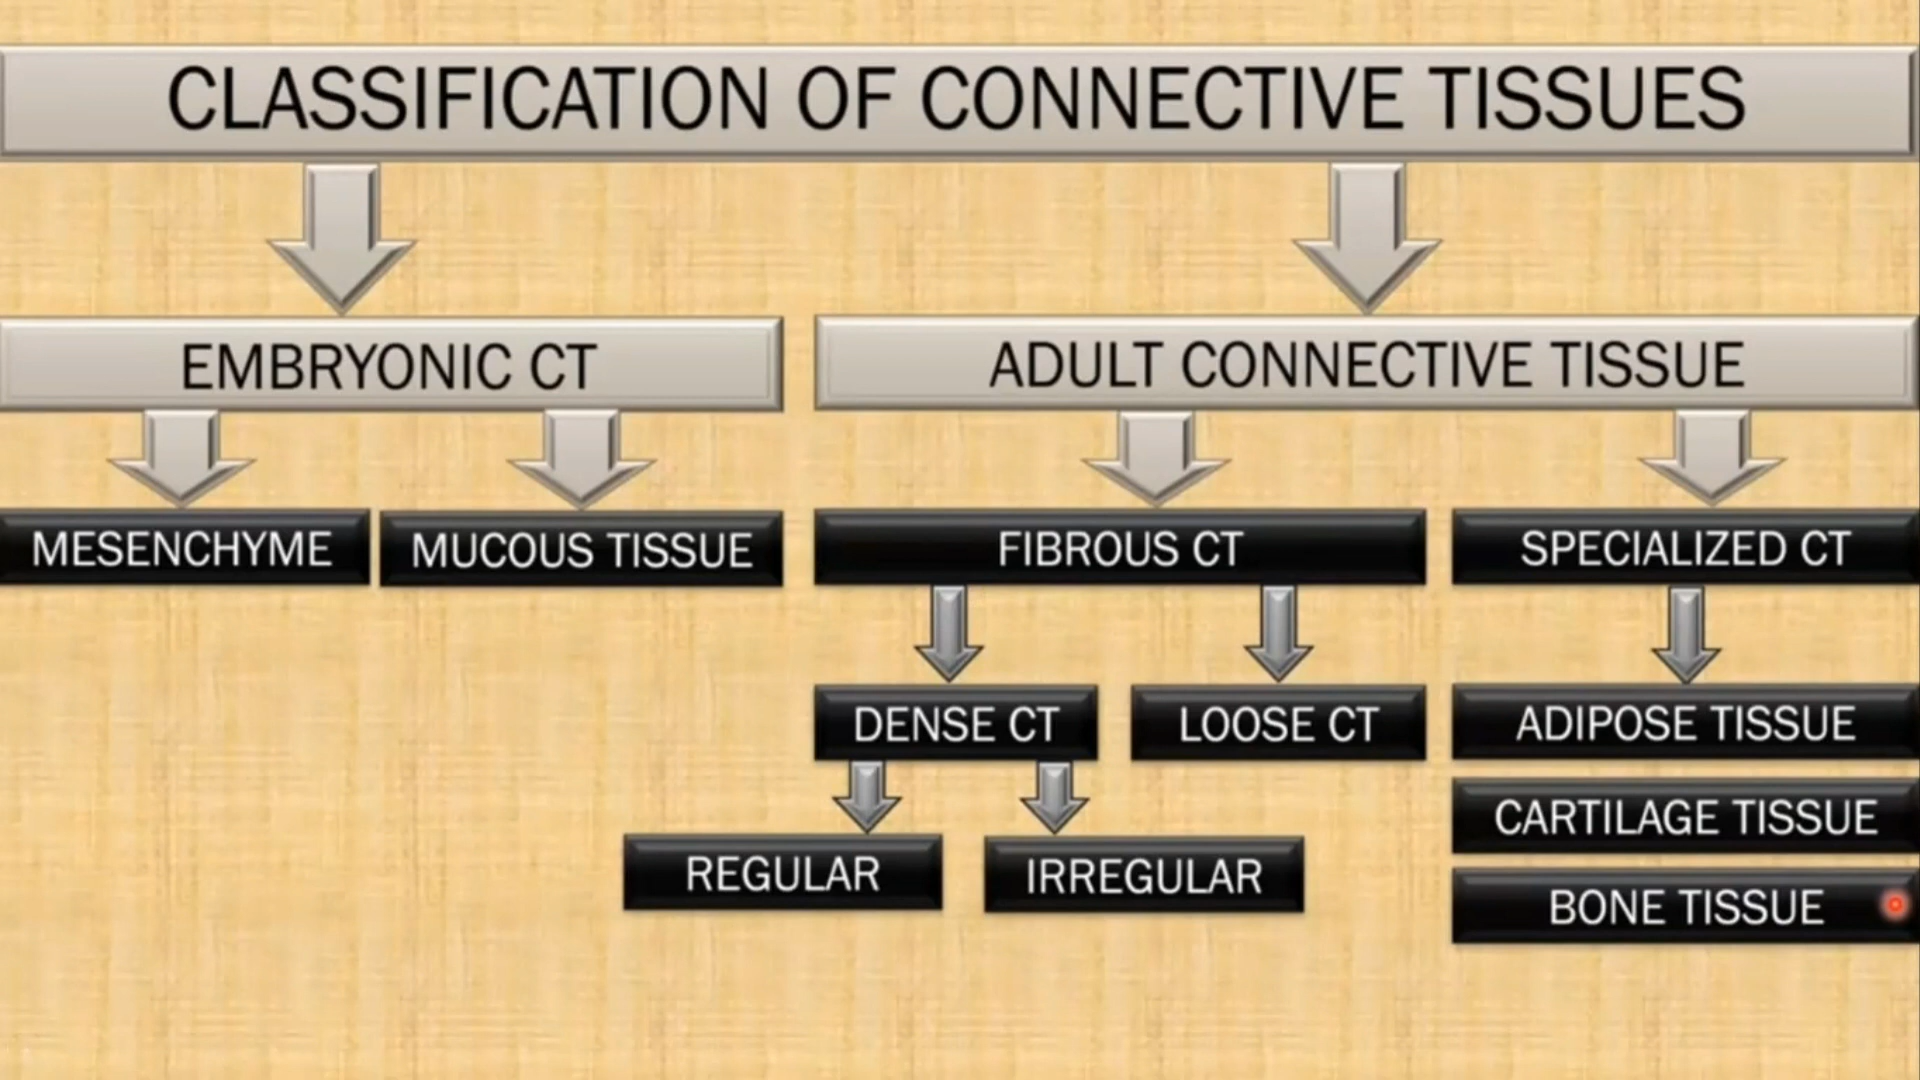 CLASSIFICATION OF CONNECTIVE TISSUES
EMBRYONIC CT
ADULT CONNECTIVE TISSUE
MESENCHYME
MUCOUS TISSUE
FIBROUS CT
SPECIALIZED CT
DENSE CT
LOOSE CT
ADIPOSE TISSUE
CARTILAGE TISSUE
REGULAR
IRREGULAR
BONE TISSUE